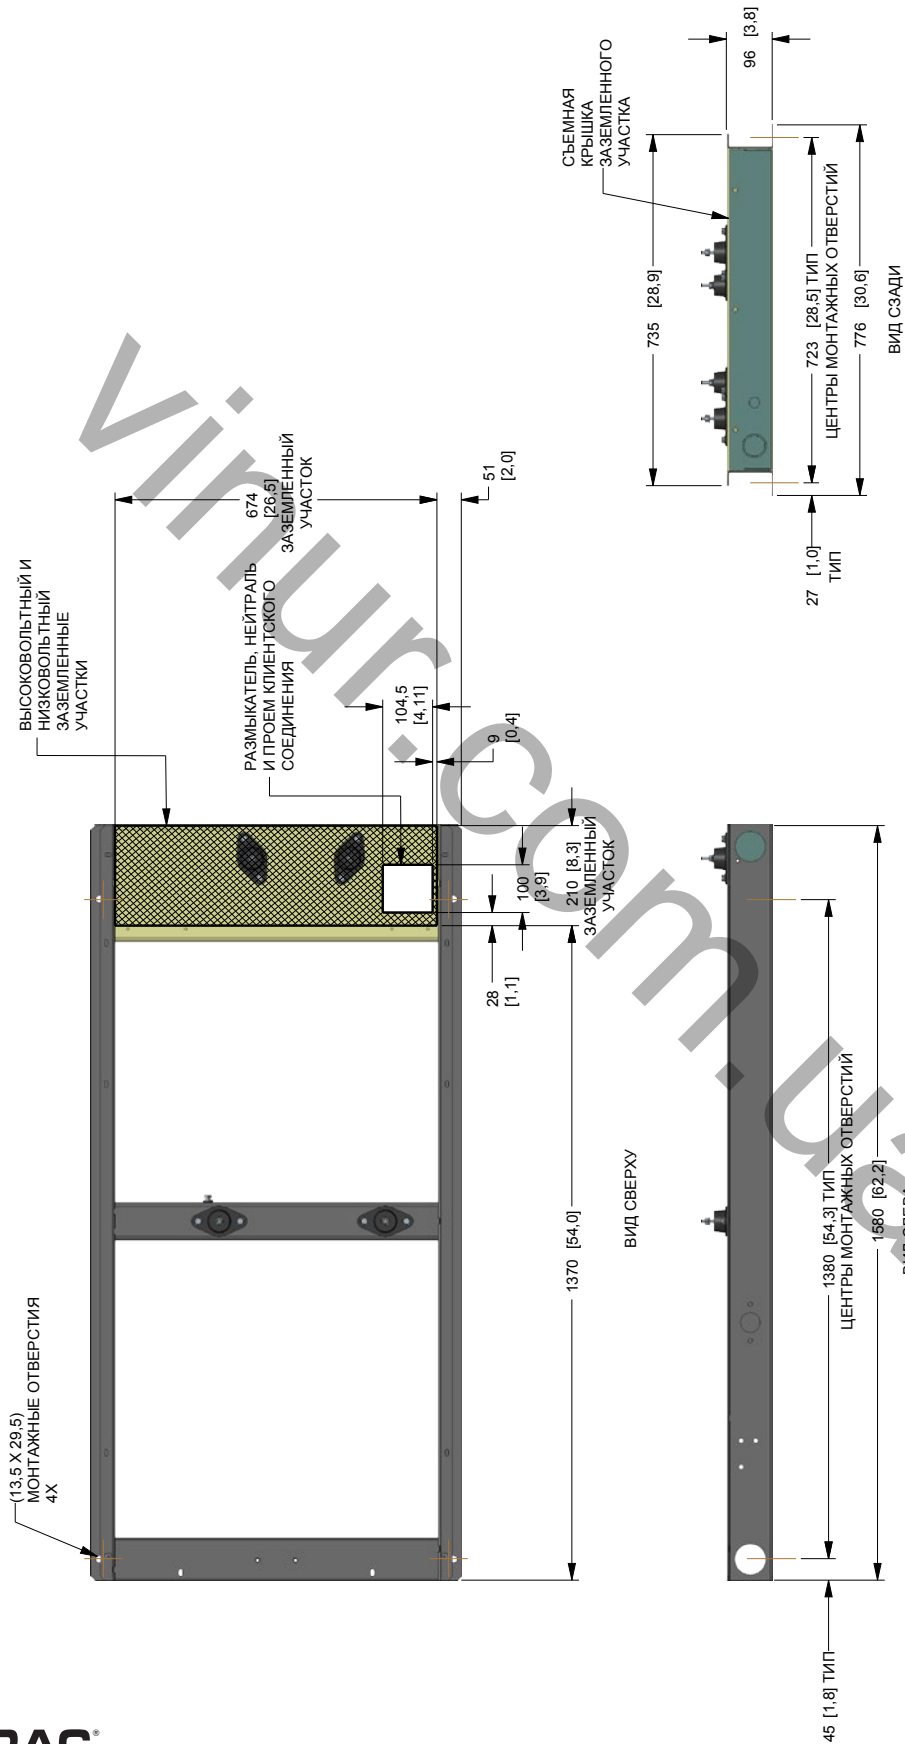 (13,5 X 29,5)
МОНТАЖНЫЕ ОТВЕРСТИЯ
4X
ВЫСОКОВОЛЬТНЫЙ И
НИЗКОВОЛЬТНЫЙ
ЗАЗЕМЛЕННЫЕ
УЧАСТКИ
674
[26,5]
ЗАЗЕМЛЕННЫЙ
УЧАСТОК
РАЗМЫКАТЕЛЬ, НЕЙТРАЛЬ
И ПРОЕМ КЛИЕНТСКОГО
СОЕДИНЕНИЯ
51
[2,0]
104,5
[4,11]
9
[0,4]
100
[3,9]
28
[1,1]
210 [8,3]
ЗАЗЕМЛЕННЫЙ
УЧАСТОК
1370 [54,0]
ВИД СВЕРХУ
СЪЕМНАЯ
КРЫШКА
ЗАЗЕМЛЕННОГО
УЧАСТКА
96 [3,8]
735 [28,9]
723 [28,5] ТИП
ЦЕНТРЫ МОНТАЖНЫХ ОТВЕРСТИЙ
776 [30,6]
27 [1,0]
ТИП
ВИД СЗАДИ
1380 [54,3] ТИП
ЦЕНТРЫ МОНТАЖНЫХ ОТВЕРСТИЙ
1580 [62,2]
45 [1,8] ТИП
vinur.com.ua